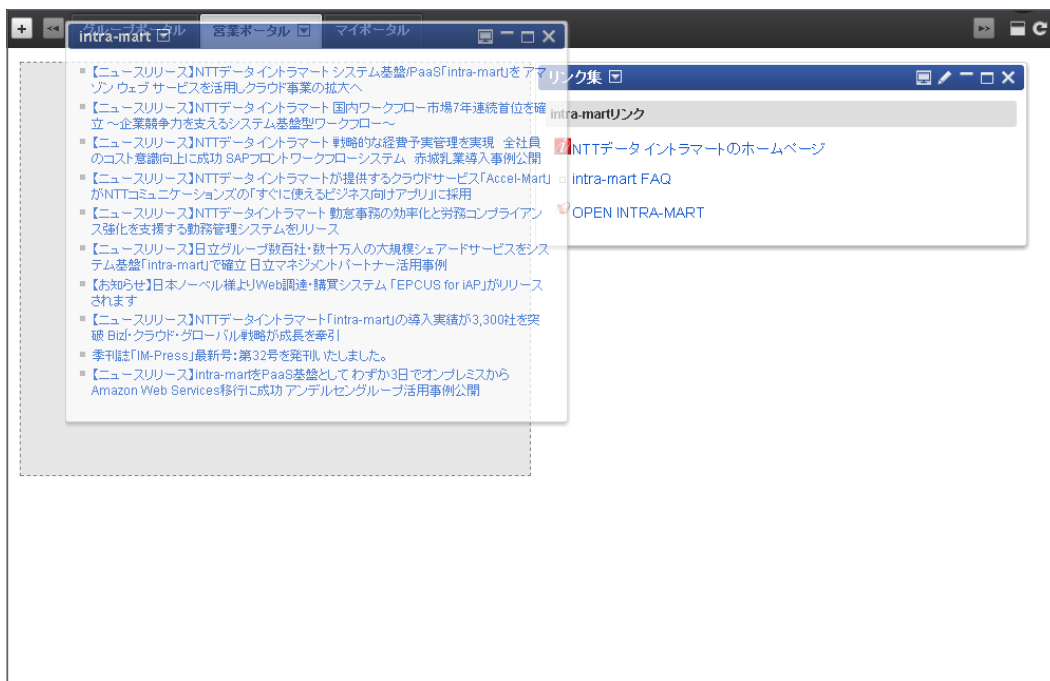 グループポータル 営業ポータル マイポータル
intra-mart
【ニュースリリース】NTTデータイントラマート システム基盤/PaaS「intra-mart」を アマ
ゾン ウェブ サービスを活用しクラウド事業の拡大へ
【ニュースリリース】NTTデータイントラマート 国内ワークフロー市場7年連続首位を確
立 ～企業競争力を支えるシステム基盤型ワークフロー～
【ニュースリリース】NTTデータイントラマート 戦略的な経費予実管理を実現 全社員
のコスト意識向上に成功 SAPフロントワークフローシステム 赤城乳業導入事例公開
【ニュースリリース】NTTデータイントラマートが提供するクラウドサービス「Accel-Mart」
がNTTコミュニケーションズの「すぐに使えるビジネス向けアプリ」に採用
【ニュースリリース】NTTデータイントラマート 勤怠事務の効率化と労務コンプライアン
ス強化を支援する勤務管理システムをリリース
【ニュースリリース】日立グループ数百社・数十万人の大規模シェアードサービスをシス
テム基盤「intra-mart」で確立 日立マネジメントパートナー活用事例
【お知らせ】日本ノーベル様よりWeb調達・購買システム 「EPCUS for iAP」がリリース
されます
【ニュースリリース】NTTデータイントラマート「intra-mart」の導入実績が3,300社を突
破 Biz∫・クラウド・グローバル戦略が成長を牽引
季刊誌「IM-Press」最新号：第32号を発刊いたしました。
【ニュースリリース】intra-martをPaaS基盤として わずか3日でオンプレミスから
Amazon Web Services移行に成功 アンデルセングループ活用事例公開
リンク集
intra-martリンク
NTTデータ イントラマートのホームページ
intra-mart FAQ
OPEN INTRA-MART